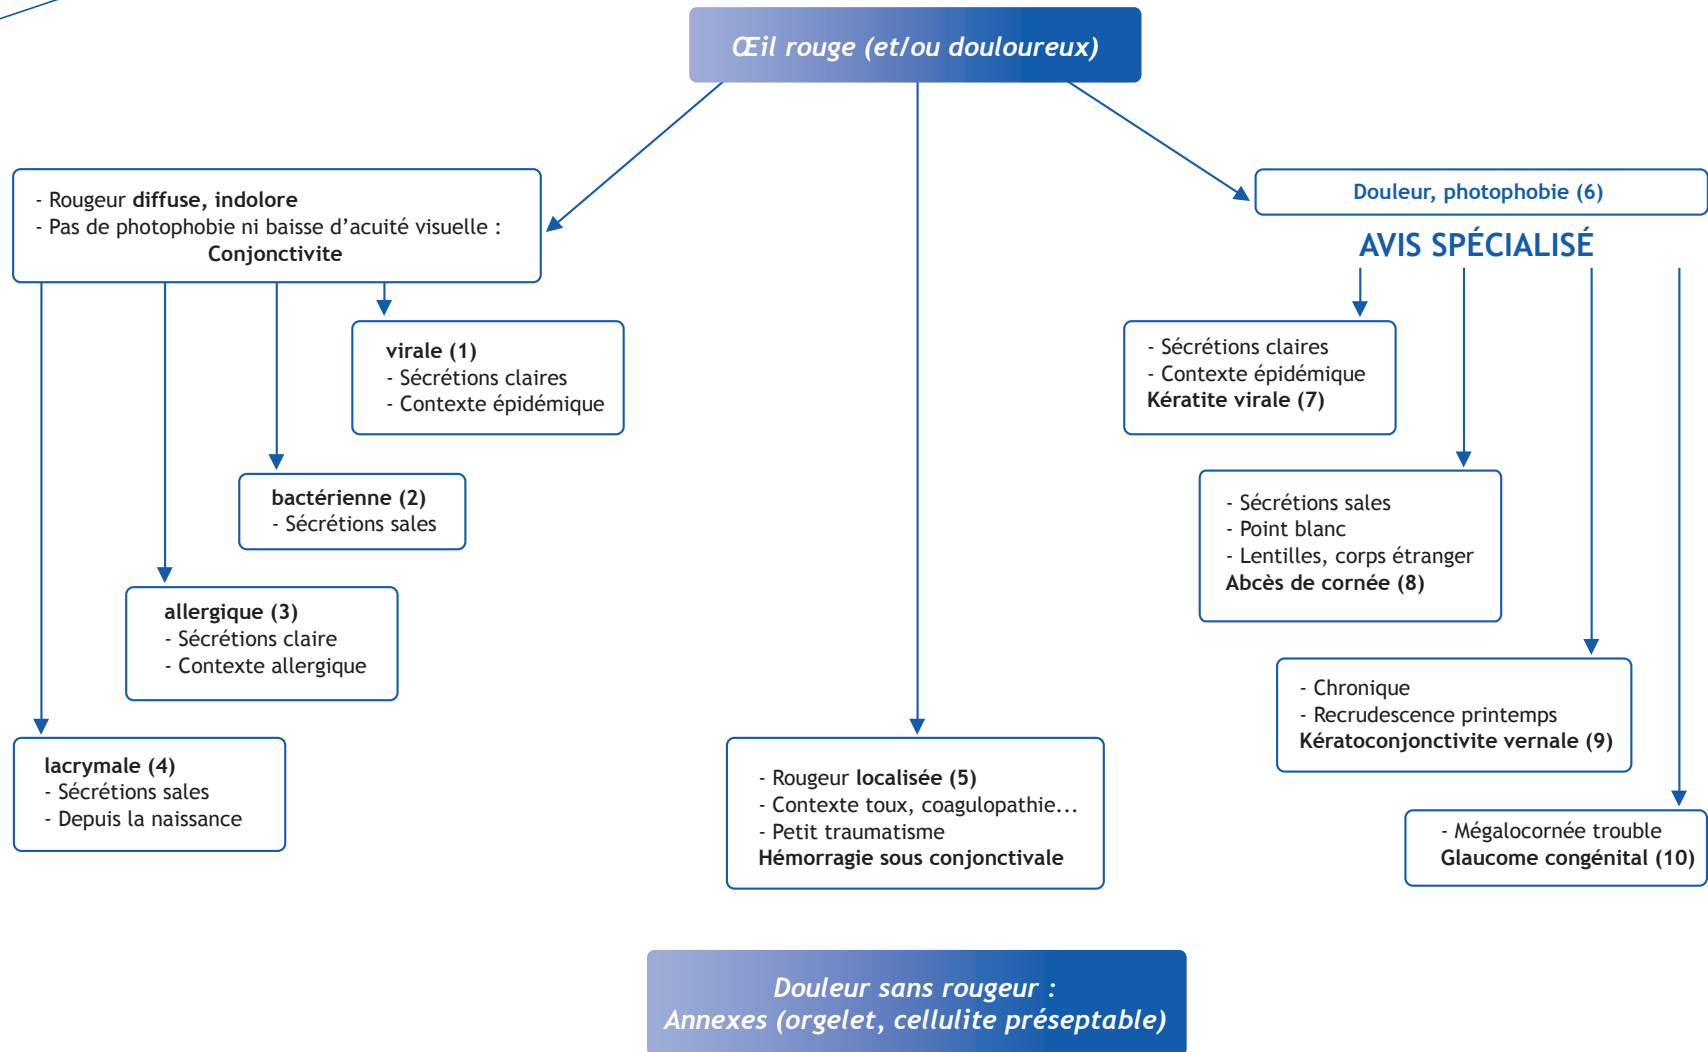 Œil rouge (et/ou douloureux)
- Rougeur diffuse, indolore
- Pas de photophobie ni baisse d’acuité visuelle :
Conjonctivite
virale (1)
- Sécrétions claires
- Contexte épidémique
bactérienne (2)
- Sécrétions sales
allergique (3)
- Sécrétions claire
- Contexte allergique
lacrymale (4)
- Sécrétions sales
- Depuis la naissance
- Rougeur localisée (5)
- Contexte toux, coagulopathie...
- Petit traumatisme
Hémorragie sous conjonctivale
Douleur, photophobie (6)
AVIS SPÉCIALISÉ
- Sécrétions claires
- Contexte épidémique
Kératite virale (7)
- Sécrétions sales
- Point blanc
- Lentilles, corps étranger
Abcès de cornée (8)
- Chronique
- Recrudescence printemps
Kératoconjonctivite vernale (9)
- Mégalocornée trouble
Glaucome congénital (10)
Douleur sans rougeur :
Annexes (orgelet, cellulite préseptable)